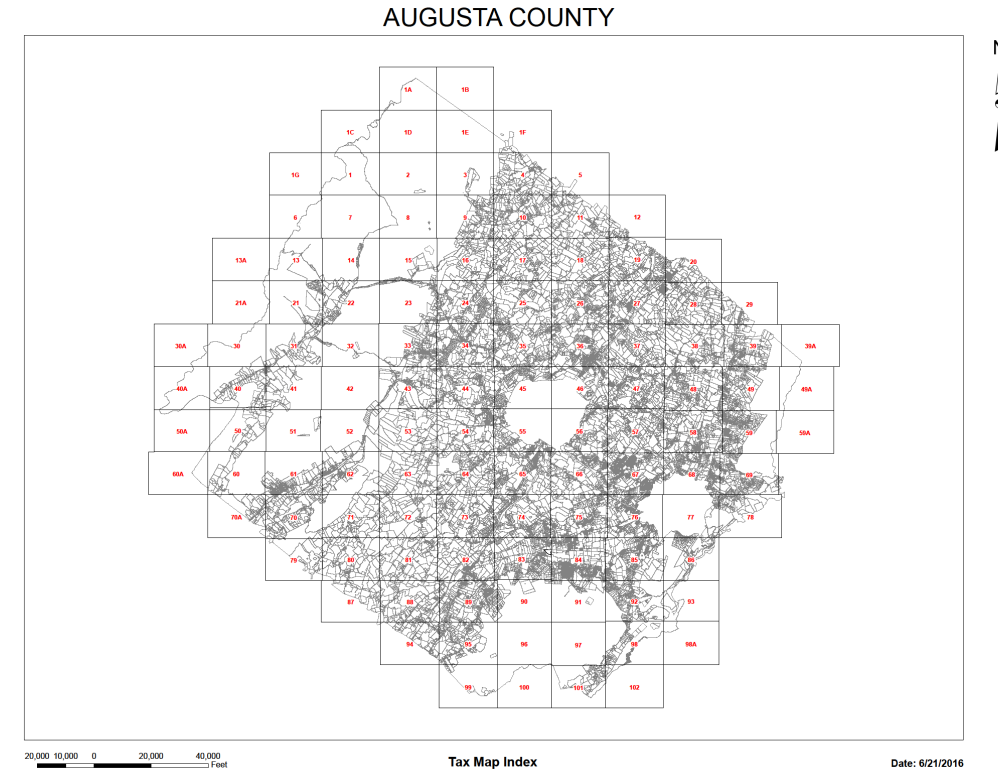 AUGUSTA COUNTY
N
1A 1B
1C 1D 1E 1F
1G 1 2 3 4 5
6 7 8 9 10 11 12
13A 13 14 15 16 17 18 19 20
21A 21 22 23 24 25 26 27 28 29
30A 30 31 32 33 34 35 36 37 38 39 39A
40A 40 41 42 43 44 45 46 47 48 49 49A
50A 50 51 52 53 54 55 56 57 58 59 59A
60A 60 61 62 63 64 65 66 67 68 69
70A 70 71 72 73 74 75 76 77 78
79 80 81 82 83 84 85 86
87 88 89 90 91 92 93
94 95 96 97 98 98A
99 100 101 102
20,000 10,000 0 20,000 40,000
Feet
Tax Map Index
Date: 6/21/2016